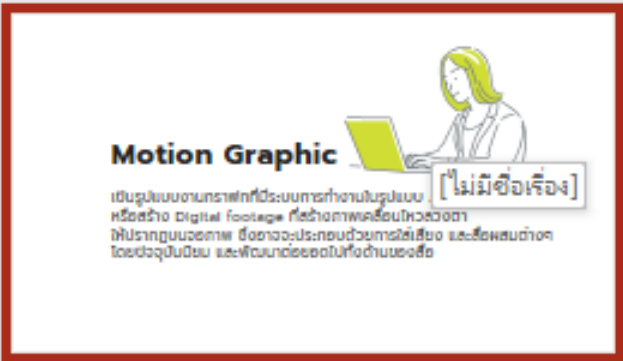 Motion Graphic
[ไม่มีชื่อเรื่อง]
เป็นรูปแบบงานกราฟิกที่มีระบบการทำงานในรูปแบบ
หรือสร้าง Digital footage ที่สร้างภาพเคลื่อนไหวลวงตา
ให้ปรากฏบนจอภาพ ซึ่งอาจจะประกอบด้วยการใส่เสียง และสื่อผสมต่างๆ
โดยปัจจุบันนิยม และพัฒนาต่อยอดไปทั้งด้านของสื่อ